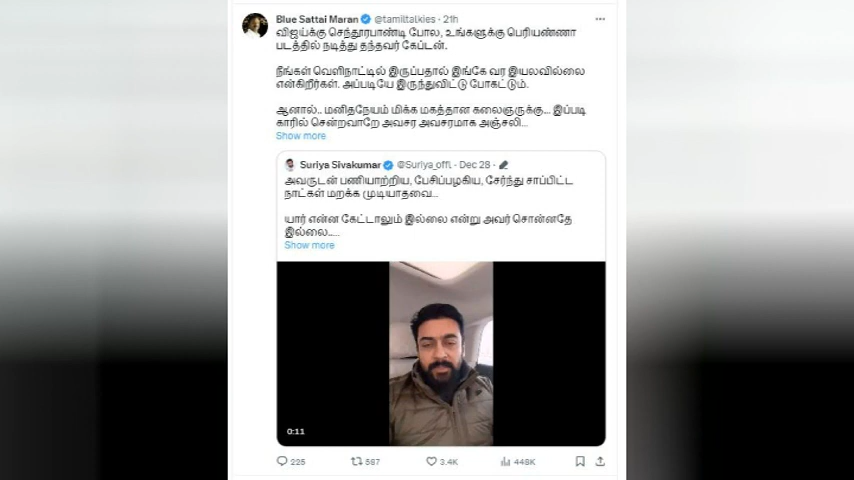 Blue Sattai Maran @tamiltalkies · 21h
விஜய்க்கு செந்தூரபாண்டி போல, உங்களுக்கு பெரியண்ணா
படத்தில் நடித்து தந்தவர் கேப்டன்.
நீங்கள் வெளிநாட்டில் இருப்பதால் இங்கே வர இயலவில்லை
என்கிறீர்கள். அப்படியே இருந்துவிட்டு போகட்டும்.
ஆனால்.. மனிதநேயம் மிக்க மகத்தான கலைஞருக்கு... இப்படி
காரில் சென்றவாறே அவசர அவசரமாக அஞ்சலி...
Show more
Suriya Sivakumar @Suriya_offl · Dec 28 ·
அவருடன் பணியாற்றிய, பேசிப்பழகிய, சேர்ந்து சாப்பிட்ட
நாட்கள் மறக்க முடியாதவை...
யார் என்ன கேட்டாலும் இல்லை என்று அவர் சொன்னதே
இல்லை.....
Show more
0:11
225 587 3.4K 448K